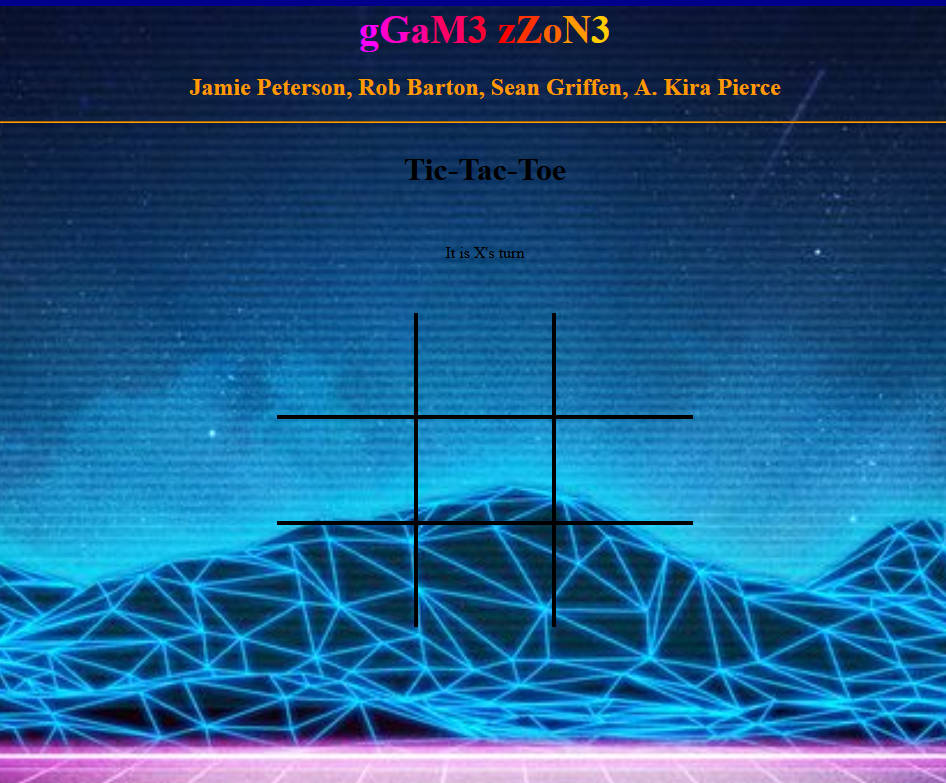 gGaM3 zZoN3
Jamie Peterson, Rob Barton, Sean Griffen, A. Kira Pierce
Tic-Tac-Toe
It is X's turn